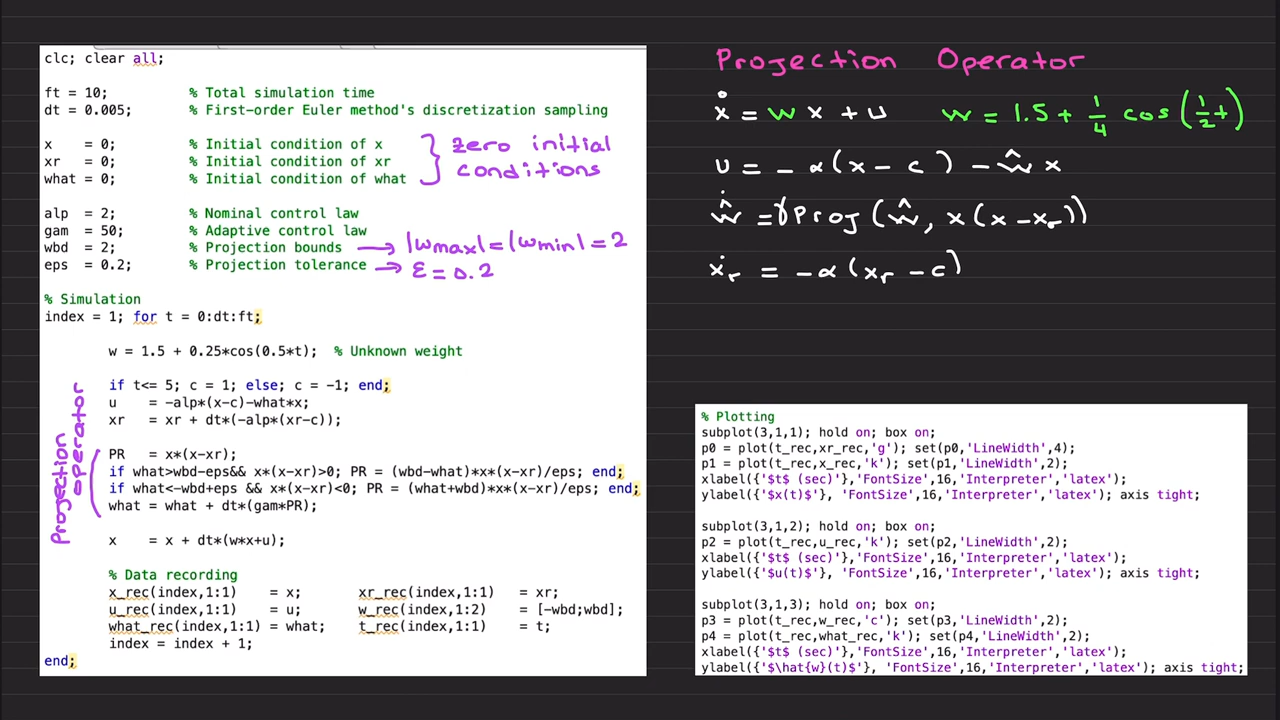 clc; clear all;
ft = 10; % Total simulation time
dt = 0.005; % First-order Euler method's discretization sampling
x = 0; % Initial condition of x
xr = 0; % Initial condition of xr
what = 0; % Initial condition of what
zero initial
conditions
alp = 2; % Nominal control law
gam = 50; % Adaptive control law
wbd = 2; % Projection bounds → |wmax|=|wmin|=2
eps = 0.2; % Projection tolerance → ε=0.2
% Simulation
index = 1; for t = 0:dt:ft;
w = 1.5 + 0.25*cos(0.5*t); % Unknown weight
if t<= 5; c = 1; else; c = -1; end;
u = -alp*(x-c)-what*x;
xr = xr + dt*(-alp*(xr-c));
Projection
operator
PR = x*(x-xr);
if what>wbd-eps&& x*(x-xr)>0; PR = (wbd-what)*x*(x-xr)/eps; end;
if what<-wbd+eps && x*(x-xr)<0; PR = (what+wbd)*x*(x-xr)/eps; end;
what = what + dt*(gam*PR);
x = x + dt*(w*x+u);
% Data recording
x_rec(index,1:1) = x; xr_rec(index,1:1) = xr;
u_rec(index,1:1) = u; w_rec(index,1:2) = [-wbd;wbd];
what_rec(index,1:1) = what; t_rec(index,1:1) = t;
index = index + 1;
end;
Projection Operator
ẋ = w x + u w = 1.5 + 1/4 cos(1/2 t)
u = - α(x - c) - ŵ x
ŵ̇ = γ Proj(ŵ, x(x-xr))
ẋr = -α(xr - c)
% Plotting
subplot(3,1,1); hold on; box on;
p0 = plot(t_rec,xr_rec,'g'); set(p0,'LineWidth',4);
p1 = plot(t_rec,x_rec,'k'); set(p1,'LineWidth',2);
xlabel({'$t$ (sec)'},'FontSize',16,'Interpreter','latex');
ylabel({'$x(t)$'}, 'FontSize',16,'Interpreter','latex'); axis tight;
subplot(3,1,2); hold on; box on;
p2 = plot(t_rec,u_rec,'k'); set(p2,'LineWidth',2);
xlabel({'$t$ (sec)'},'FontSize',16,'Interpreter','latex');
ylabel({'$u(t)$'}, 'FontSize',16,'Interpreter','latex'); axis tight;
subplot(3,1,3); hold on; box on;
p3 = plot(t_rec,w_rec,'c'); set(p3,'LineWidth',2);
p4 = plot(t_rec,what_rec,'k'); set(p4,'LineWidth',2);
xlabel({'$t$ (sec)'},'FontSize',16,'Interpreter','latex');
ylabel({'$\hat{w}(t)$'}, 'FontSize',16,'Interpreter','latex'); axis tight;